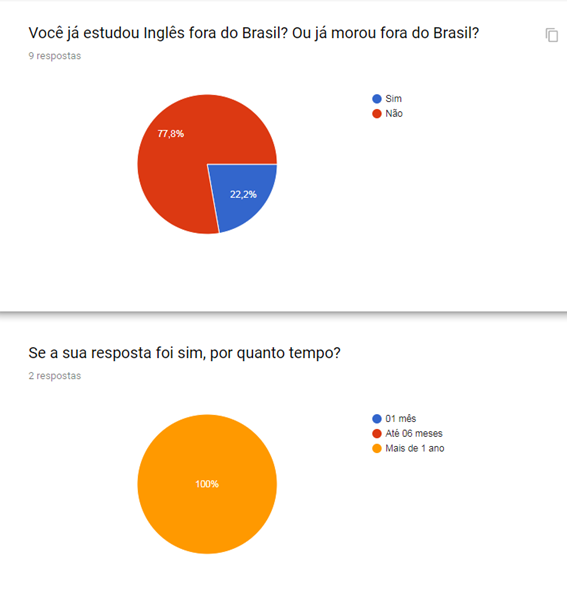 Você já estudou Inglês fora do Brasil? Ou já morou fora do Brasil?
9 respostas
Sim
Não
77,8%
22,2%
Se a sua resposta foi sim, por quanto tempo?
2 respostas
01 mês
Até 06 meses
Mais de 1 ano
100%